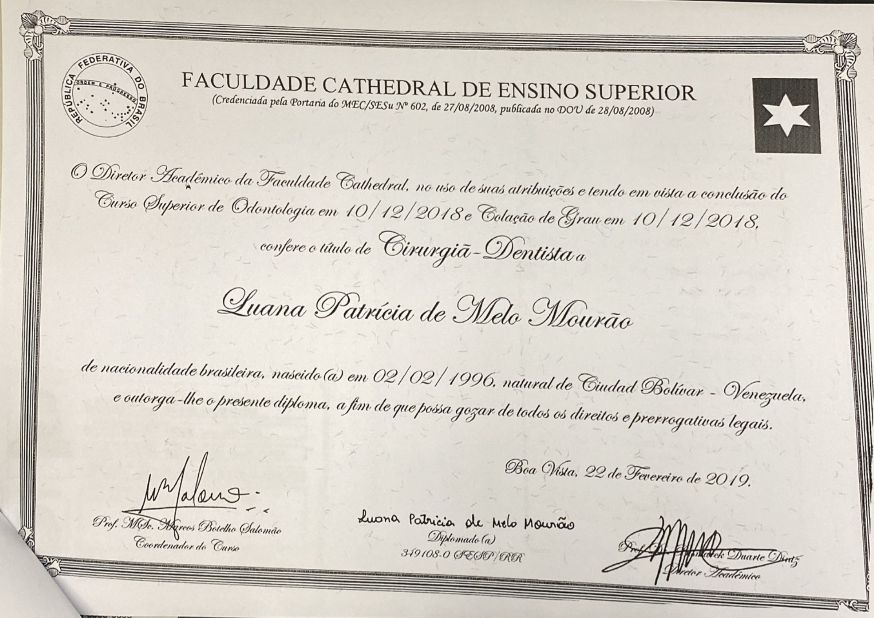 REPÚBLICA FEDERATIVA DO BRASIL
ORDEM E PROGRESSO
FACULDADE CATHEDRAL DE ENSINO SUPERIOR
(Credenciada pela Portaria do MEC/SESu Nº 602, de 27/08/2008, publicada no DOU de 28/08/2008)
O Diretor Acadêmico da Faculdade Cathedral, no uso de suas atribuições e tendo em vista a conclusão do
Curso Superior de Odontologia em 10/12/2018 e Colação de Grau em 10/12/2018,
confere o título de Cirurgiã-Dentista a
Luana Patrícia de Melo Mourão
de nacionalidade brasileira, nascido(a) em 02/02/1996, natural de Ciudad Bolívar - Venezuela,
e outorga-lhe o presente diploma, a fim de que possa gozar de todos os direitos e prerrogativas legais.
Boa Vista, 22 de Fevereiro de 2019.
Prof. MSc. Marcos Botelho Salomão
Coordenador do Curso
Luana Patricia de Melo Mourão
Diplomado(a)
349108-0 SESP/RR
Duarte
Diretor Acadêmico